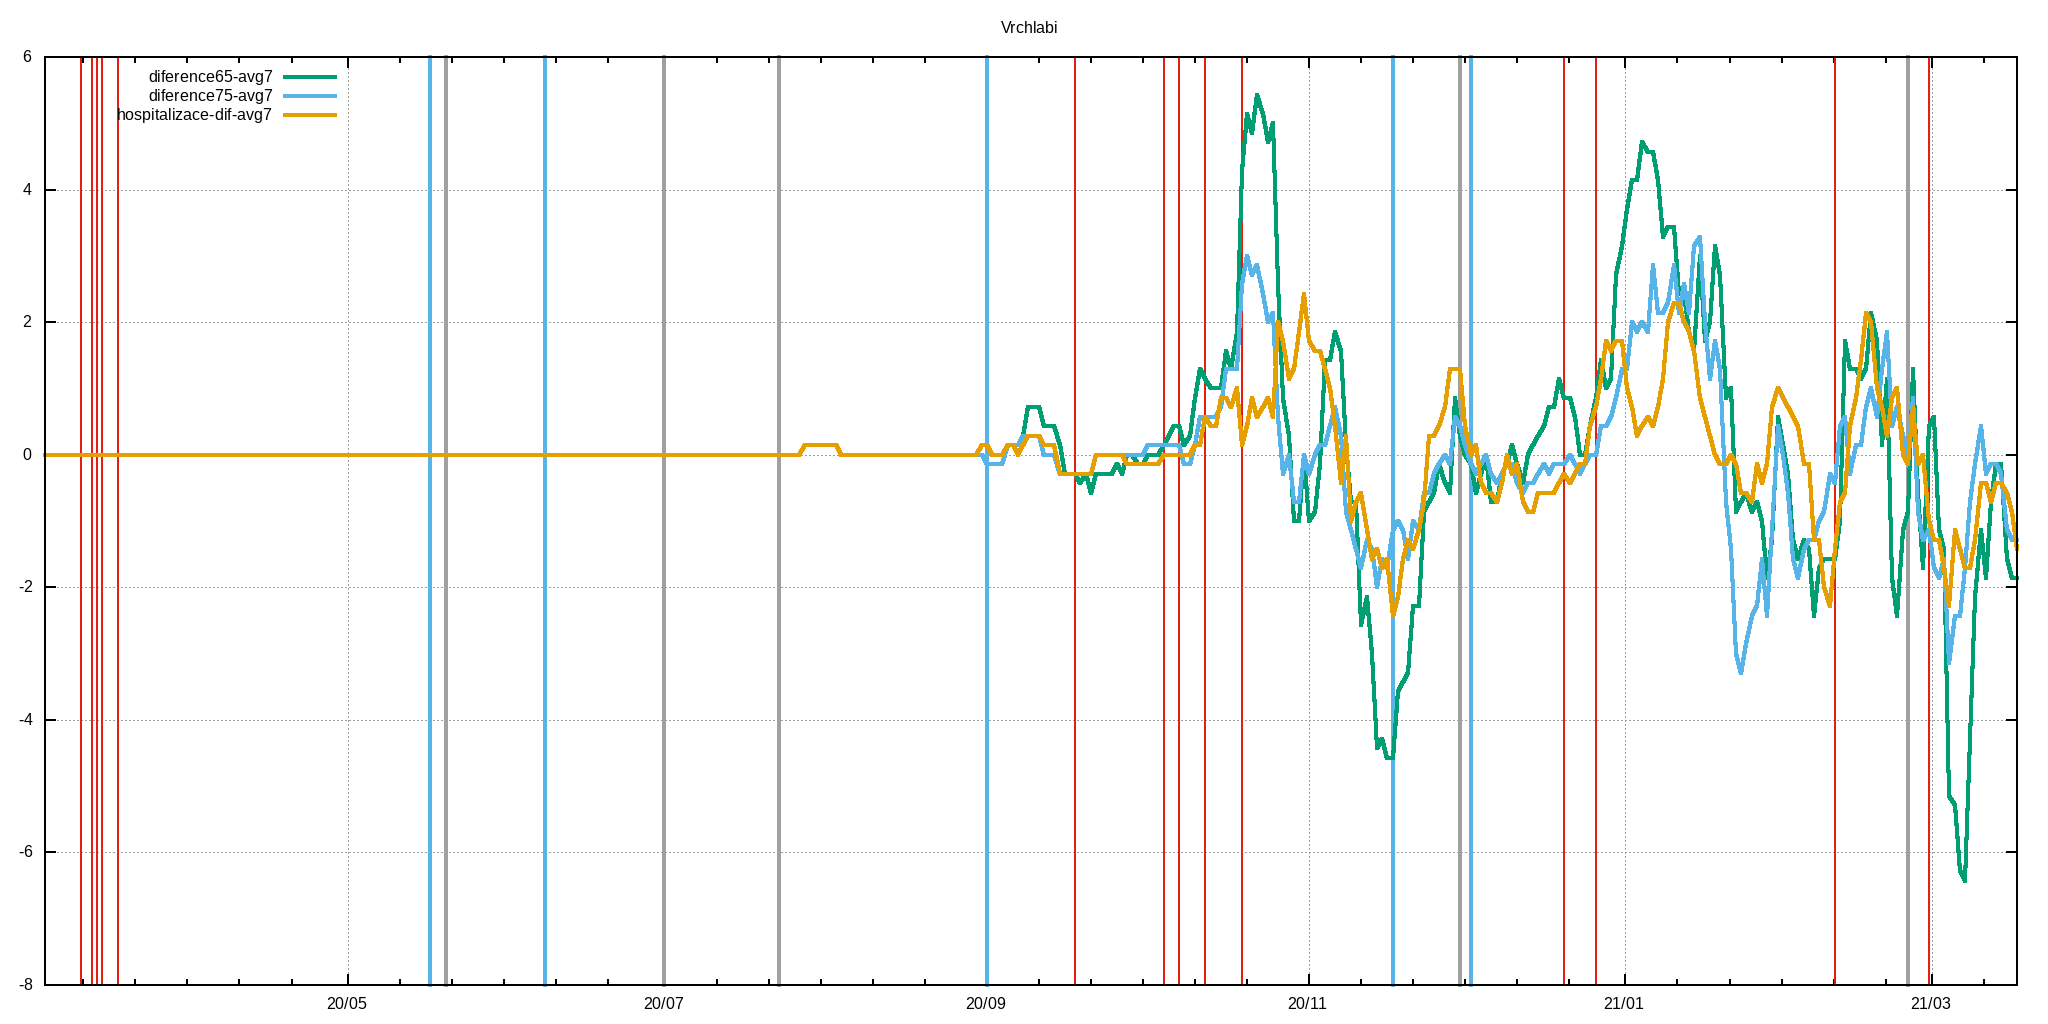 Vrchlabi
diference65-avg7
diference75-avg7
hospitalizace-dif-avg7
6
4
2
0
-2
-4
-6
-8
20/05 20/07 20/09 20/11 21/01 21/03